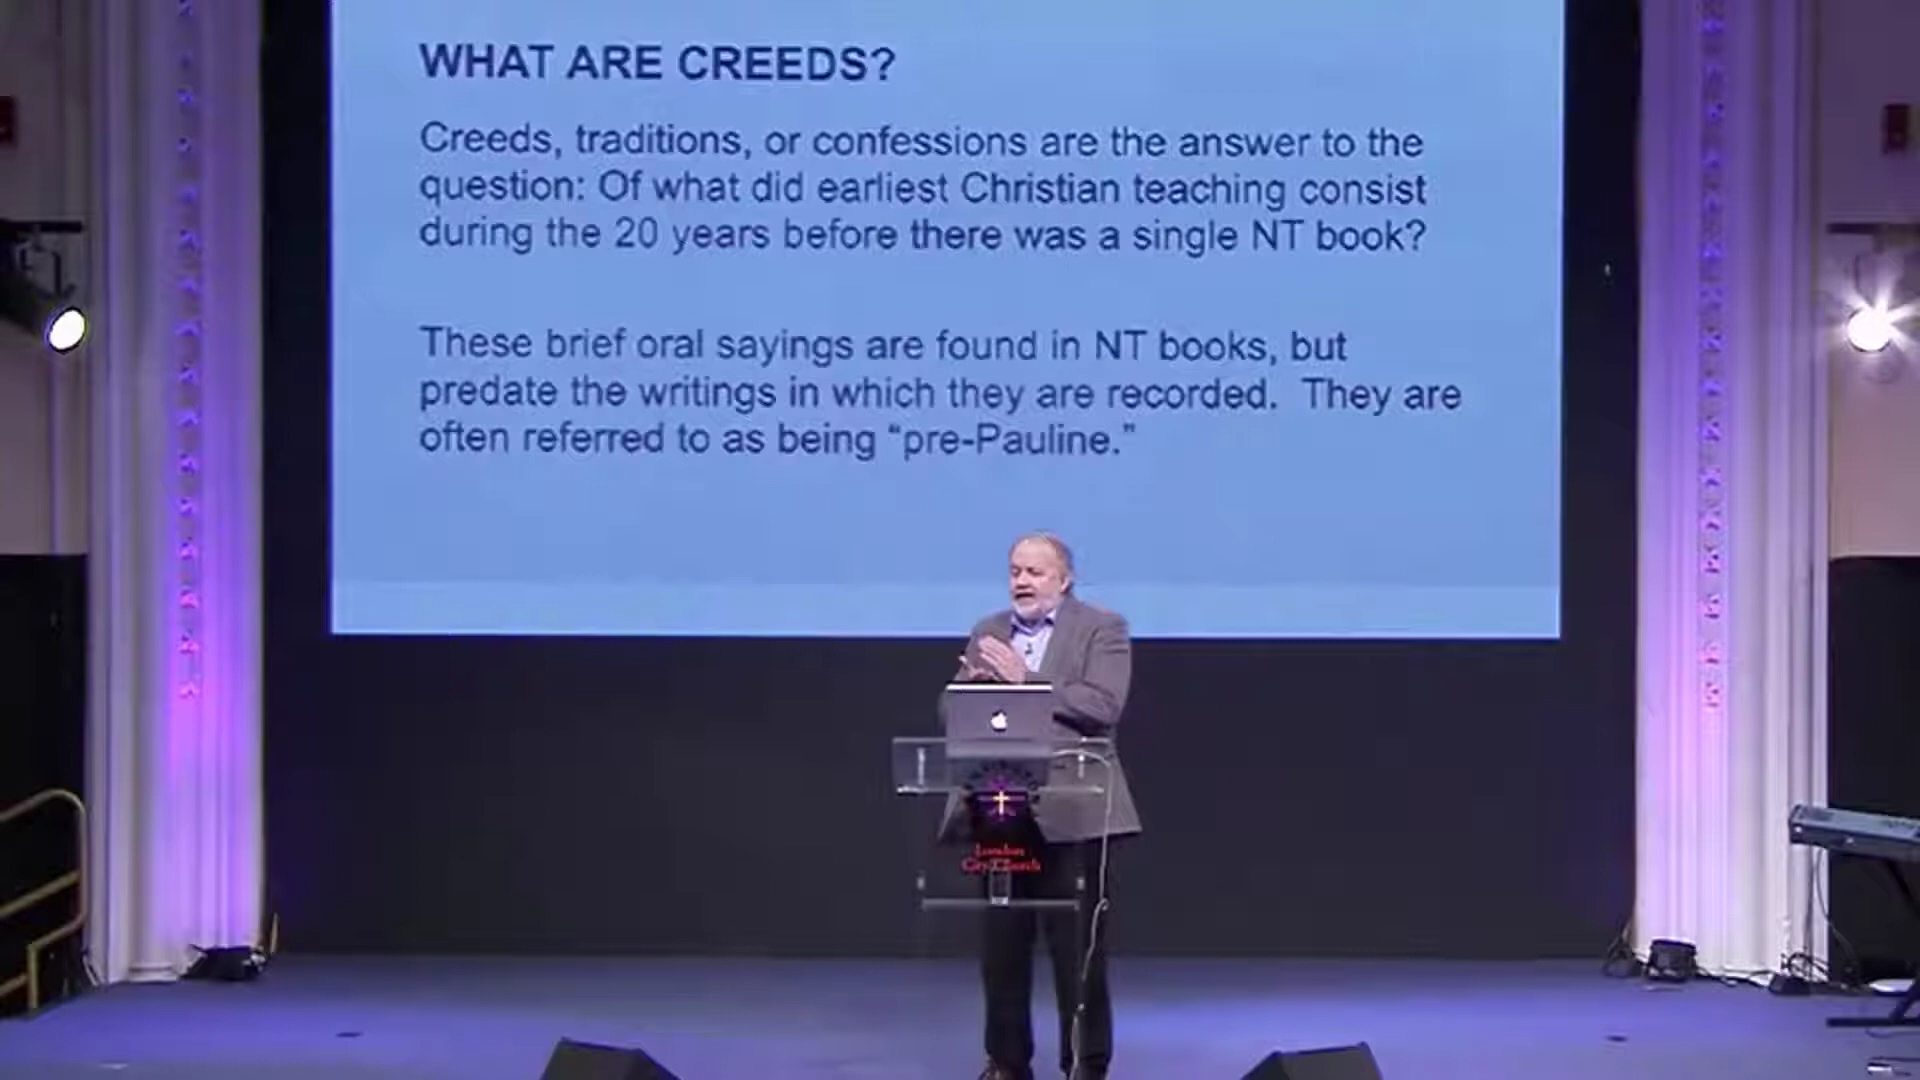 WHAT ARE CREEDS?
Creeds, traditions, or confessions are the answer to the
question: Of what did earliest Christian teaching consist
during the 20 years before there was a single NT book?
These brief oral sayings are found in NT books, but
predate the writings in which they are recorded. They are
often referred to as being “pre-Pauline.”
London
City Church